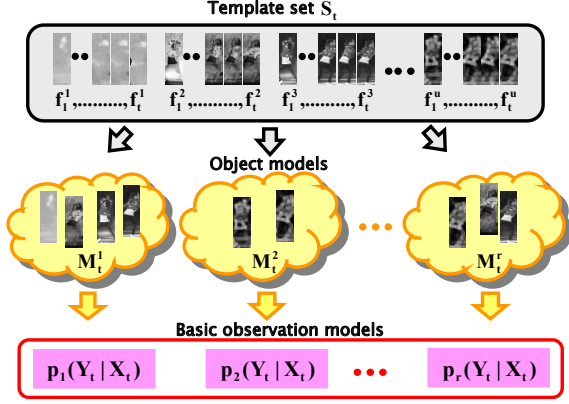 Template set S_t
f_1^1,.........,f_t^1 f_1^2,.........,f_t^2 f_1^3,.........,f_t^3 ... f_1^u,.........,f_t^u
Object models
M_t^1 M_t^2 ... M_t^r
Basic observation models
p_1(Y_t | X_t) p_2(Y_t | X_t) ... p_r(Y_t | X_t)